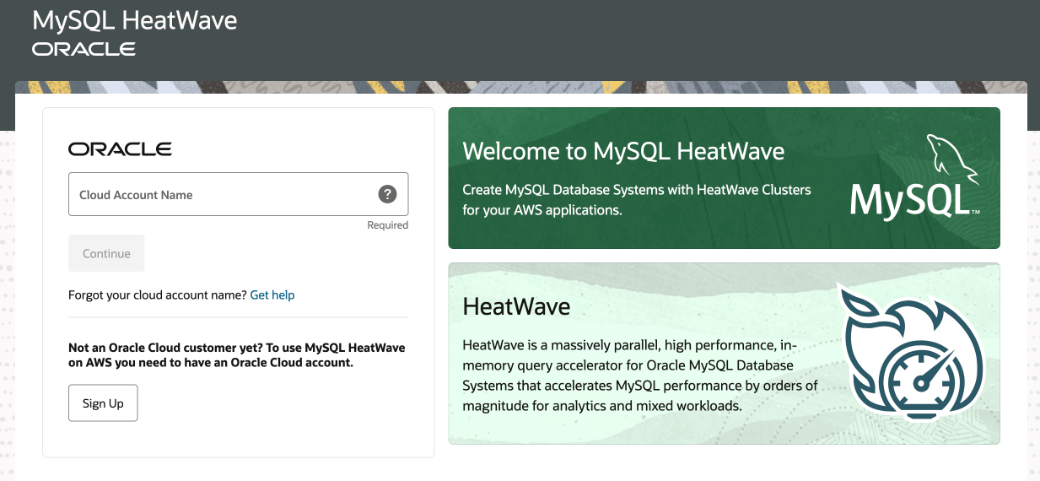 MySQL HeatWave
ORACLE
ORACLE
Cloud Account Name
?
Required
Continue
Forgot your cloud account name? Get help
Not an Oracle Cloud customer yet? To use MySQL HeatWave
on AWS you need to have an Oracle Cloud account.
Sign Up
Welcome to MySQL HeatWave
Create MySQL Database Systems with HeatWave Clusters
for your AWS applications.
MySQL™
HeatWave
HeatWave is a massively parallel, high performance, in-
memory query accelerator for Oracle MySQL Database
Systems that accelerates MySQL performance by orders of
magnitude for analytics and mixed workloads.